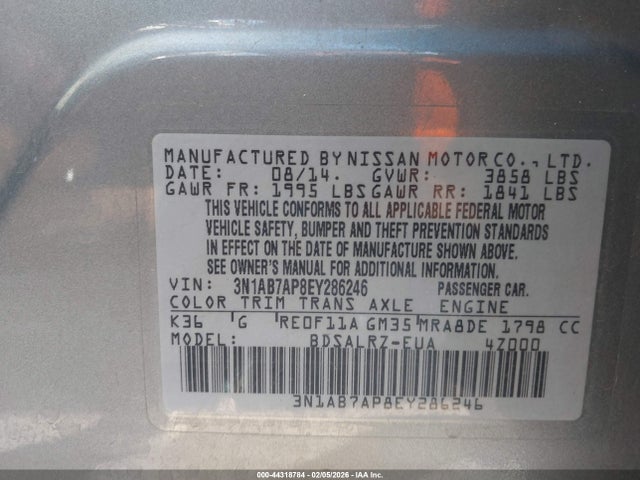 MANUFACTURED BY NISSAN MOTOR CO., LTD.
DATE: 08/14. GVWR: 3858 LBS
GAWR FR: 1995 LBS GAWR RR: 1841 LBS
THIS VEHICLE CONFORMS TO ALL APPLICABLE FEDERAL MOTOR
VEHICLE SAFETY, BUMPER AND THEFT PREVENTION STANDARDS
IN EFFECT ON THE DATE OF MANUFACTURE SHOWN ABOVE.
SEE OWNER'S MANUAL FOR ADDITIONAL INFORMATION.
VIN: 3N1AB7AP8EY286246 PASSENGER CAR.
COLOR TRIM TRANS AXLE ENGINE
K36 G RE0F11A GM35 MRA8DE 1798 CC
MODEL: BDSALRZ-EUA 4Z000
3N1AB7AP8EY286246
000-44318784 | 02/05/2026 | IAA Inc.